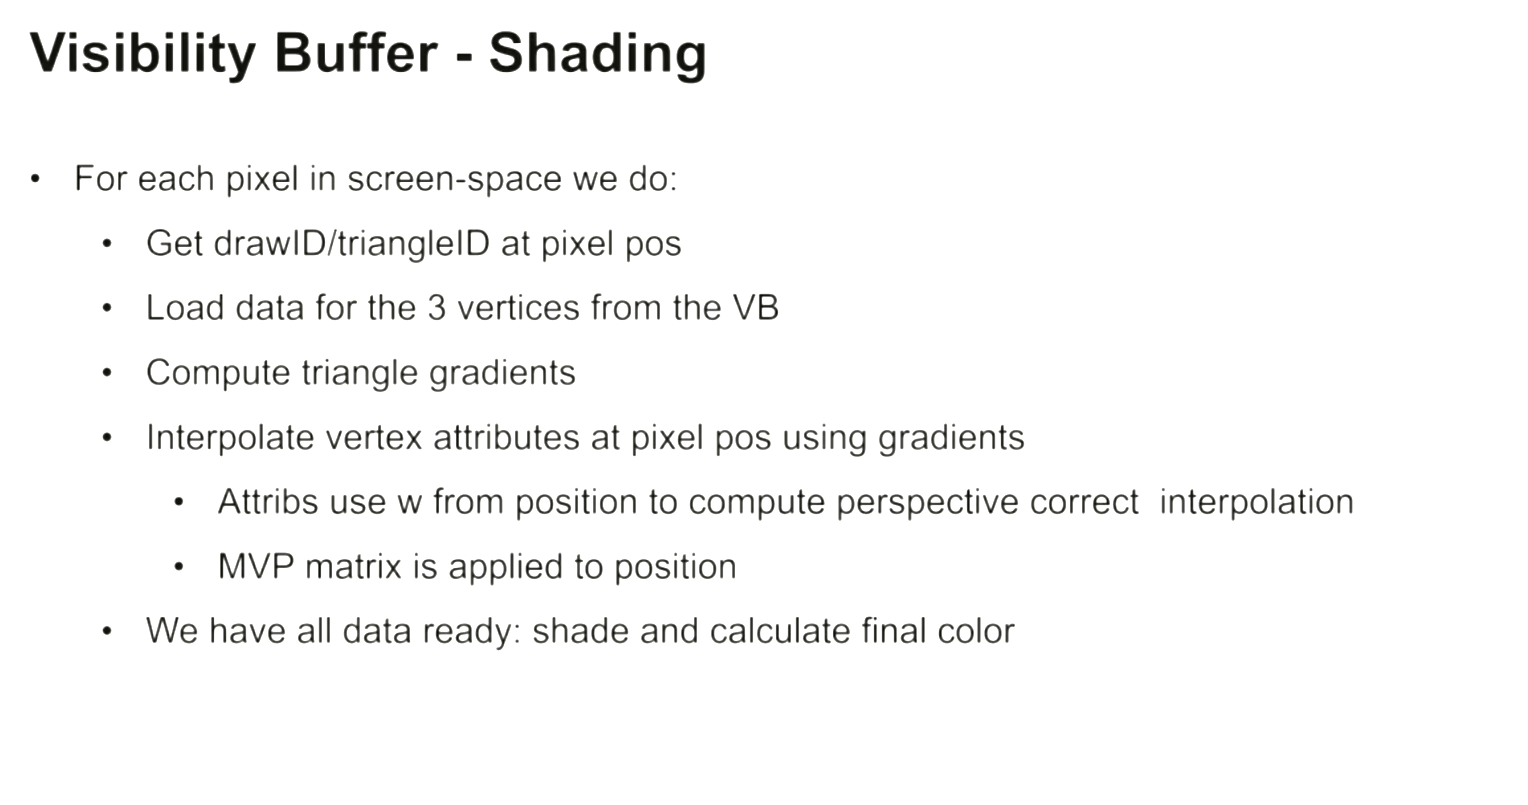 Visibility Buffer - Shading
• For each pixel in screen-space we do:
• Get drawID/triangleID at pixel pos
• Load data for the 3 vertices from the VB
• Compute triangle gradients
• Interpolate vertex attributes at pixel pos using gradients
• Attribs use w from position to compute perspective correct  interpolation
• MVP matrix is applied to position
• We have all data ready: shade and calculate final color